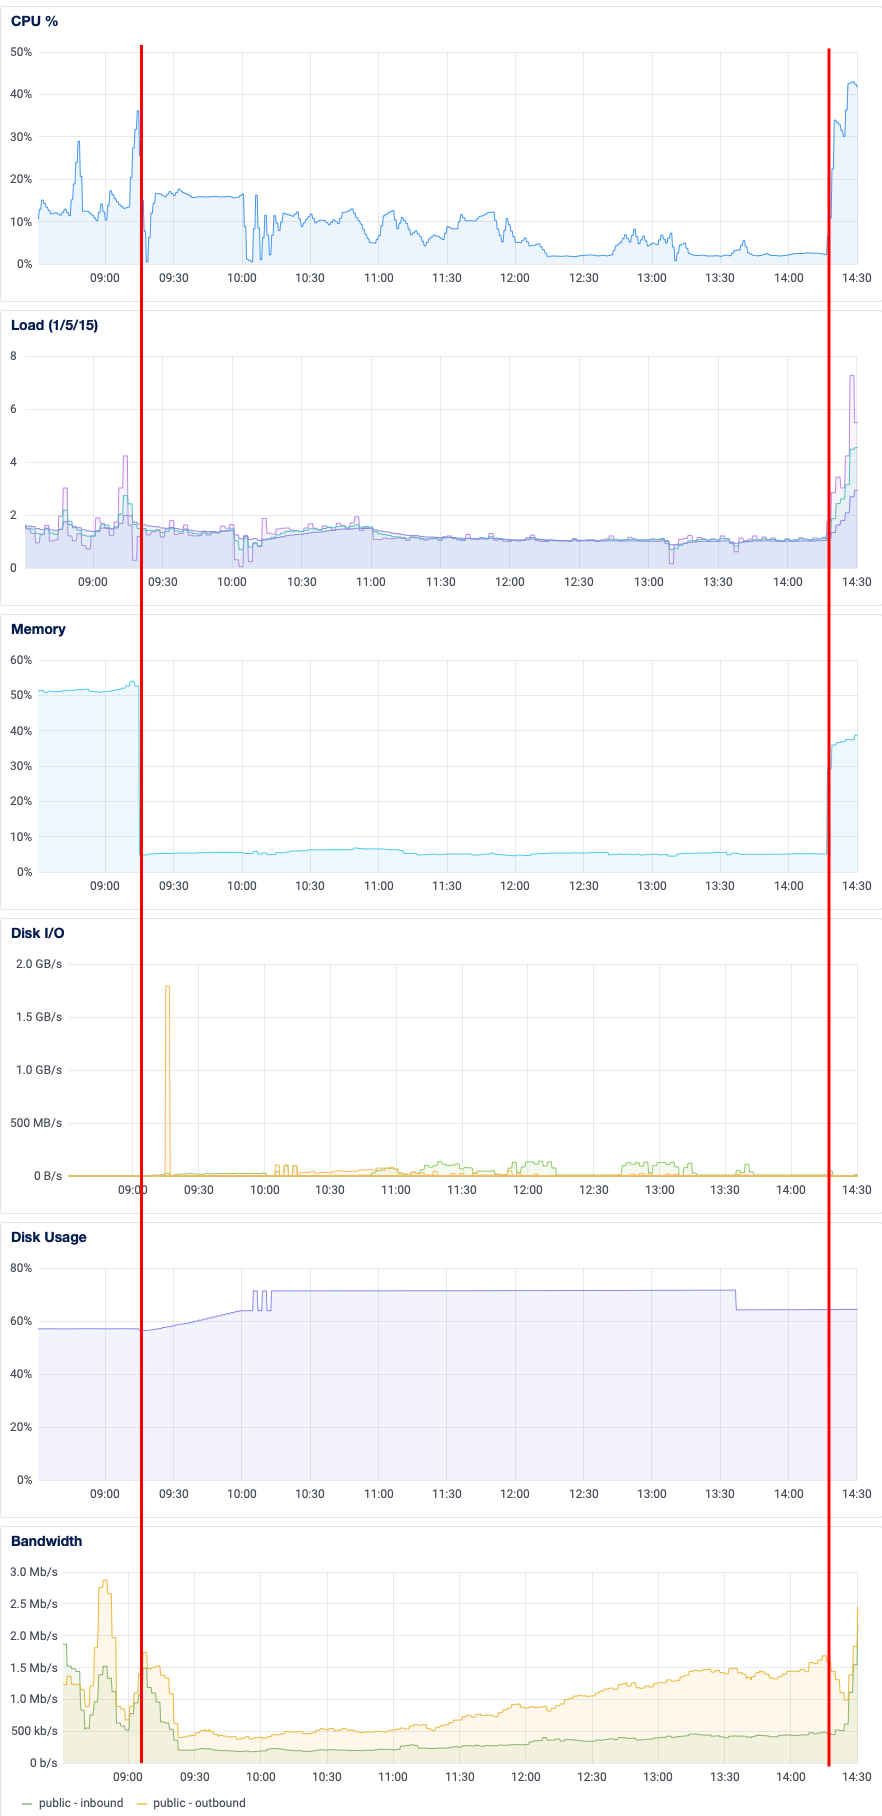 CPU %
50%
40%
30%
20%
10%
0%
09:00 09:30 10:00 10:30 11:00 11:30 12:00 12:30 13:00 13:30 14:00 14:30
Load (1/5/15)
8
6
4
2
0
09:00 09:30 10:00 10:30 11:00 11:30 12:00 12:30 13:00 13:30 14:00 14:30
Memory
60%
50%
40%
30%
20%
10%
0%
09:00 09:30 10:00 10:30 11:00 11:30 12:00 12:30 13:00 13:30 14:00 14:30
Disk I/O
2.0 GB/s
1.5 GB/s
1.0 GB/s
500 MB/s
0 B/s
09:00 09:30 10:00 10:30 11:00 11:30 12:00 12:30 13:00 13:30 14:00 14:30
Disk Usage
80%
60%
40%
20%
0%
09:00 09:30 10:00 10:30 11:00 11:30 12:00 12:30 13:00 13:30 14:00 14:30
Bandwidth
3.0 Mb/s
2.5 Mb/s
2.0 Mb/s
1.5 Mb/s
1.0 Mb/s
500 kb/s
0 b/s
09:00 09:30 10:00 10:30 11:00 11:30 12:00 12:30 13:00 13:30 14:00 14:30
public - inbound public - outbound